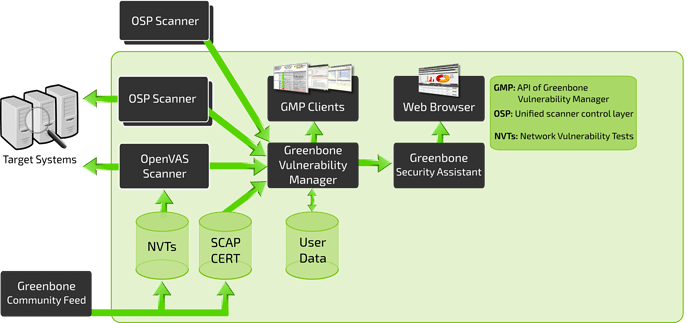 OSP Scanner
OSP Scanner
GMP Clients
Web Browser
GMP: API of Greenbone
Vulnerability Manager
OSP: Unified scanner control layer
NVTs: Network Vulnerability Tests
Target Systems
OpenVAS
Scanner
Greenbone
Vulnerability
Manager
Greenbone
Security Assistant
NVTs
SCAP
CERT
User
Data
Greenbone
Community Feed